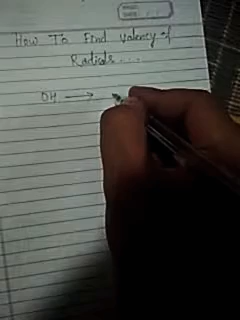 How To Find valency of
Radicals....
OH →